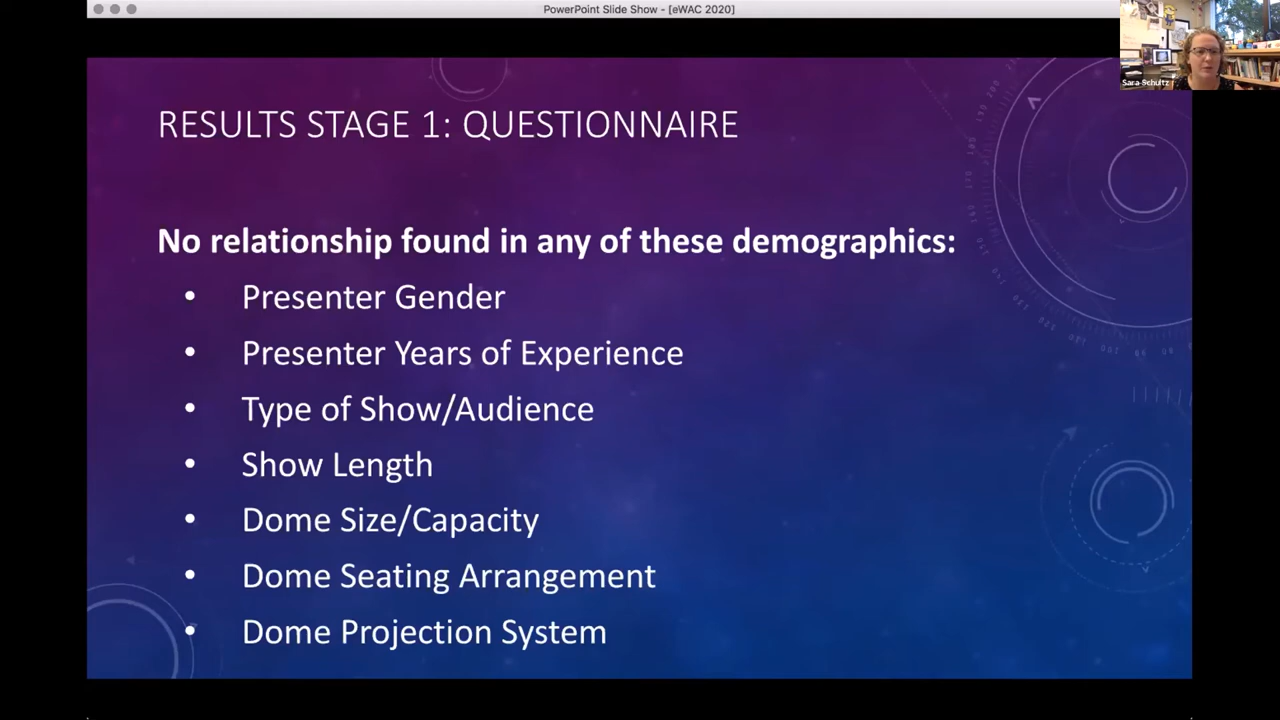 PowerPoint Slide Show - [eWAC 2020]
Sara Schultz
RESULTS STAGE 1: QUESTIONNAIRE
No relationship found in any of these demographics:
• Presenter Gender
• Presenter Years of Experience
• Type of Show/Audience
• Show Length
• Dome Size/Capacity
• Dome Seating Arrangement
• Dome Projection System